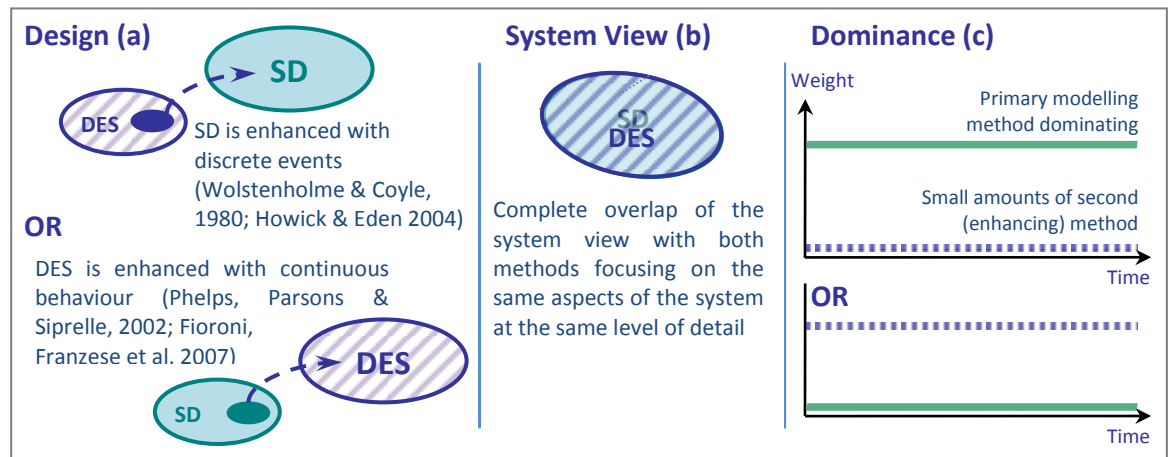 Design (a)
SD
DES
SD is enhanced with
discrete events
(Wolstenholme & Coyle,
1980; Howick & Eden 2004)
OR
DES is enhanced with continuous
behaviour (Phelps, Parsons &
Siprelle, 2002; Fioroni,
Franzese et al. 2007)
DES
SD
System View (b)
SD
DES
Complete overlap of the
system view with both
methods focusing on the
same aspects of the system
at the same level of detail
Dominance (c)
Weight
Primary modelling
method dominating
Small amounts of second
(enhancing) method
Time
OR
Time